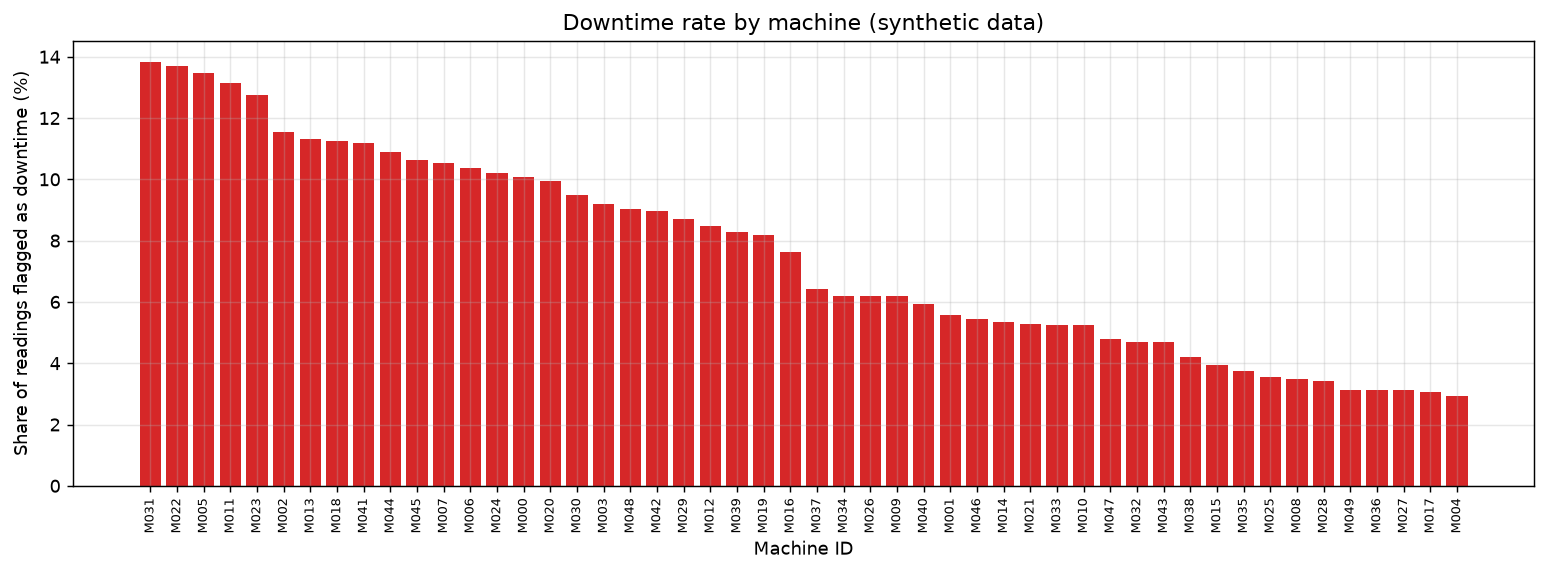 Downtime rate by machine (synthetic data)
Share of readings flagged as downtime (%)
14
12
10
8
6
4
2
0
M031 M022 M005 M011 M023 M002 M013 M018 M041 M044 M045 M007 M006 M024 M000 M020 M030 M003 M048 M042 M029 M012 M039 M019 M016 M037 M034 M026 M009 M040 M001 M046 M014 M021 M033 M010 M047 M032 M043 M038 M015 M035 M025 M008 M028 M049 M036 M027 M017 M004
Machine ID